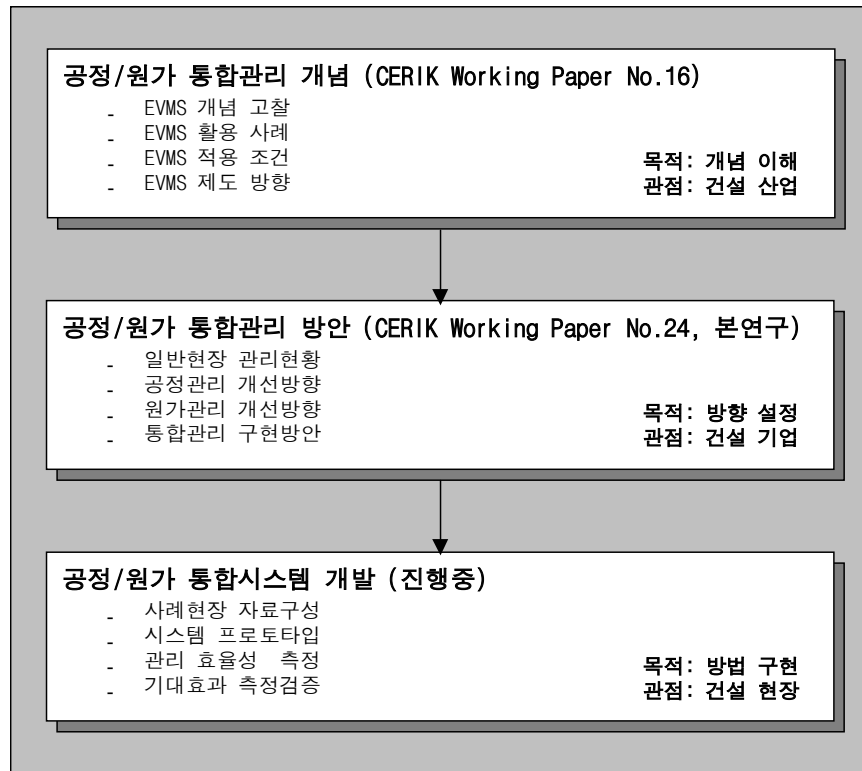 공정/원가 통합관리 개념 (CERIK Working Paper No.16)
- EVMS 개념 고찰
- EVMS 활용 사례
- EVMS 적용 조건
- EVMS 제도 방향
목적: 개념 이해
관점: 건설 산업
공정/원가 통합관리 방안 (CERIK Working Paper No.24, 본연구)
- 일반현장 관리현황
- 공정관리 개선방향
- 원가관리 개선방향
- 통합관리 구현방안
목적: 방향 설정
관점: 건설 기업
공정/원가 통합시스템 개발 (진행중)
- 사례현장 자료구성
- 시스템 프로토타입
- 관리 효율성 측정
- 기대효과 측정검증
목적: 방법 구현
관점: 건설 현장